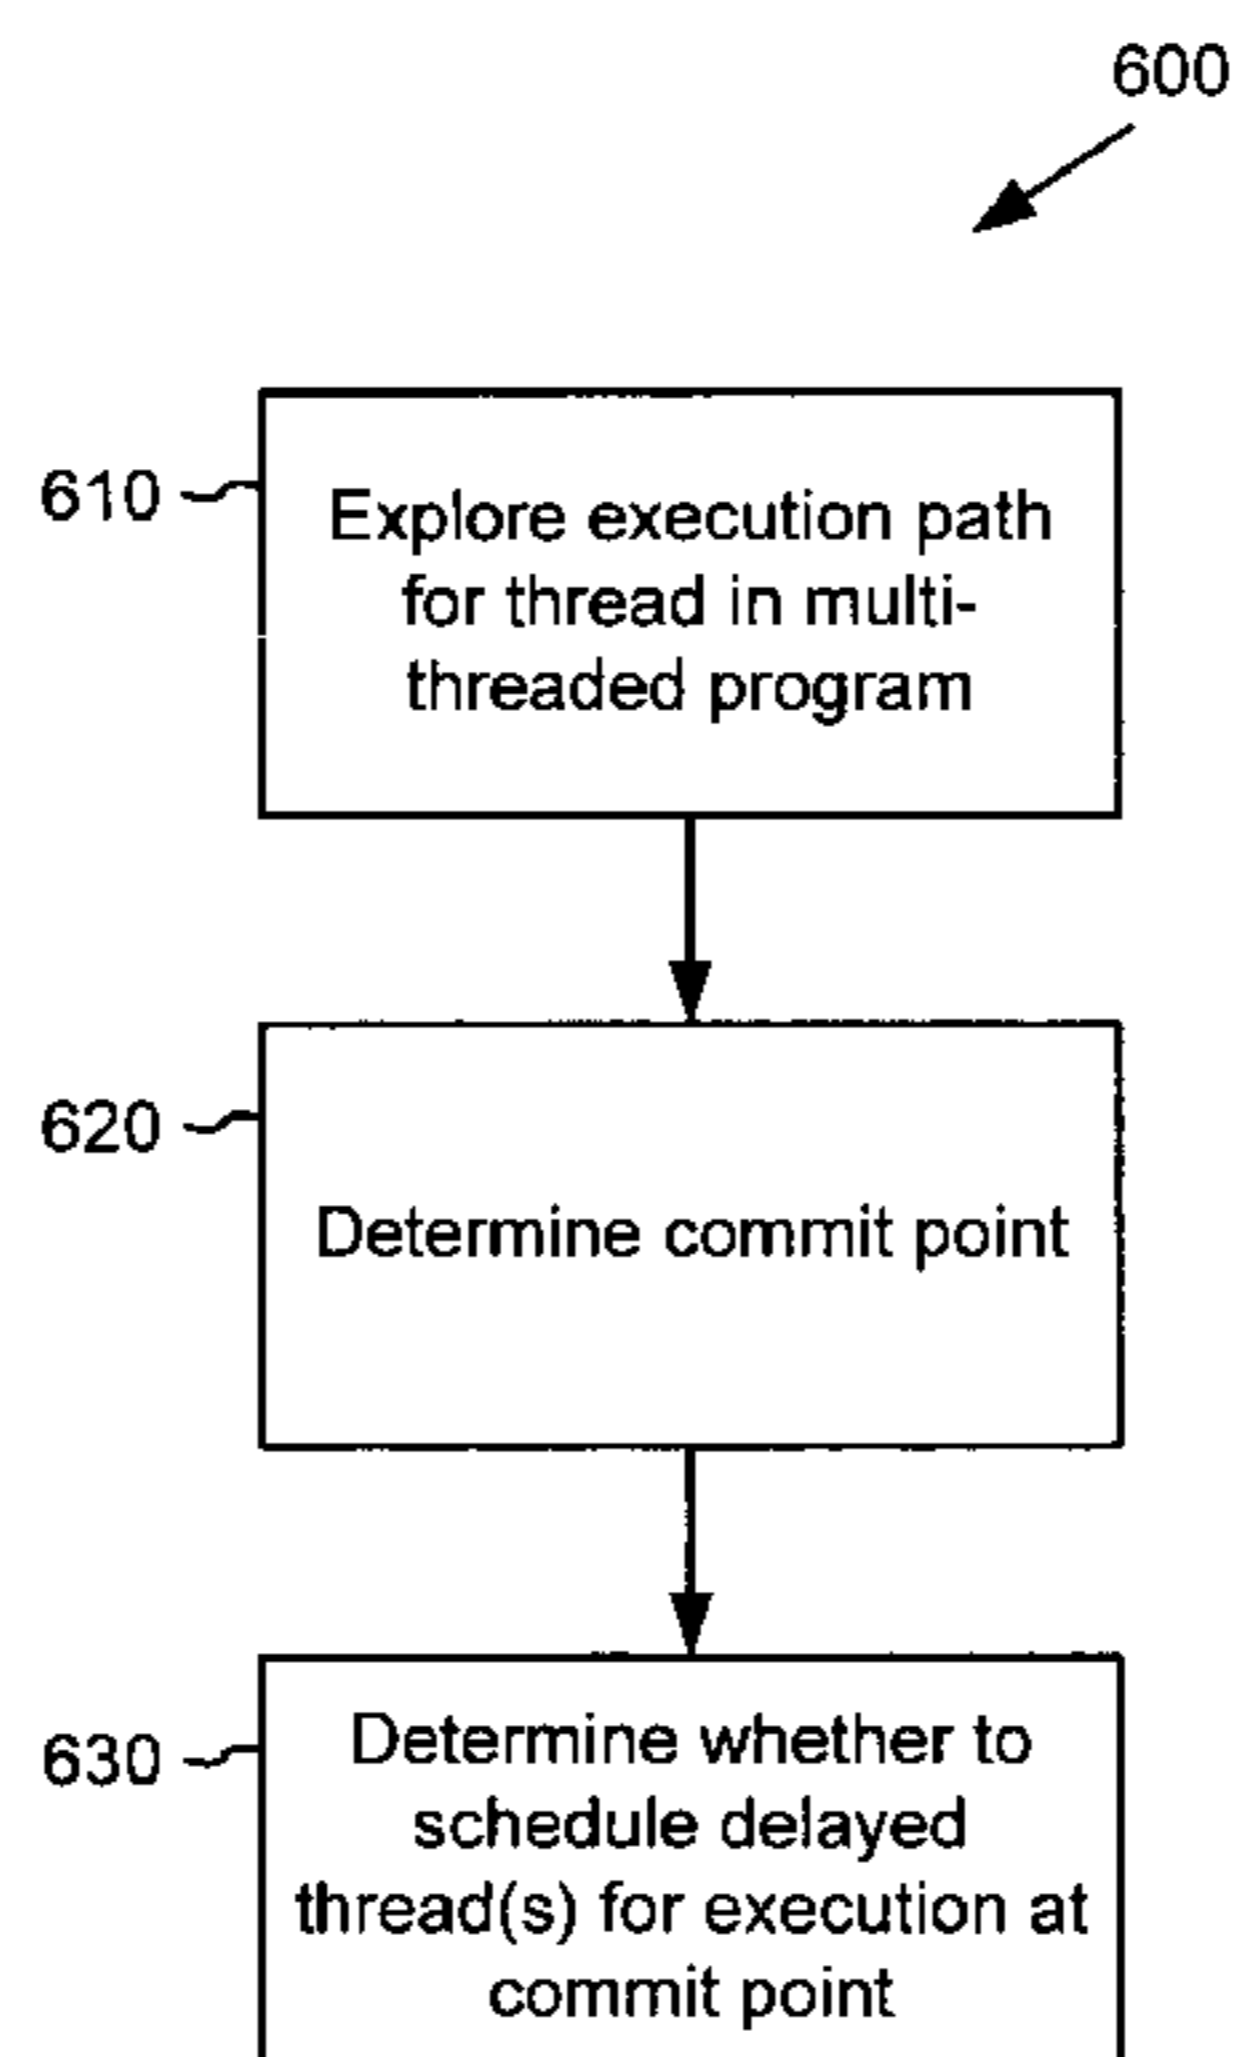 600
610
Explore execution path
for thread in multi-
threaded program
620
Determine commit point
630
Determine whether to
schedule delayed
thread(s) for execution at
commit point